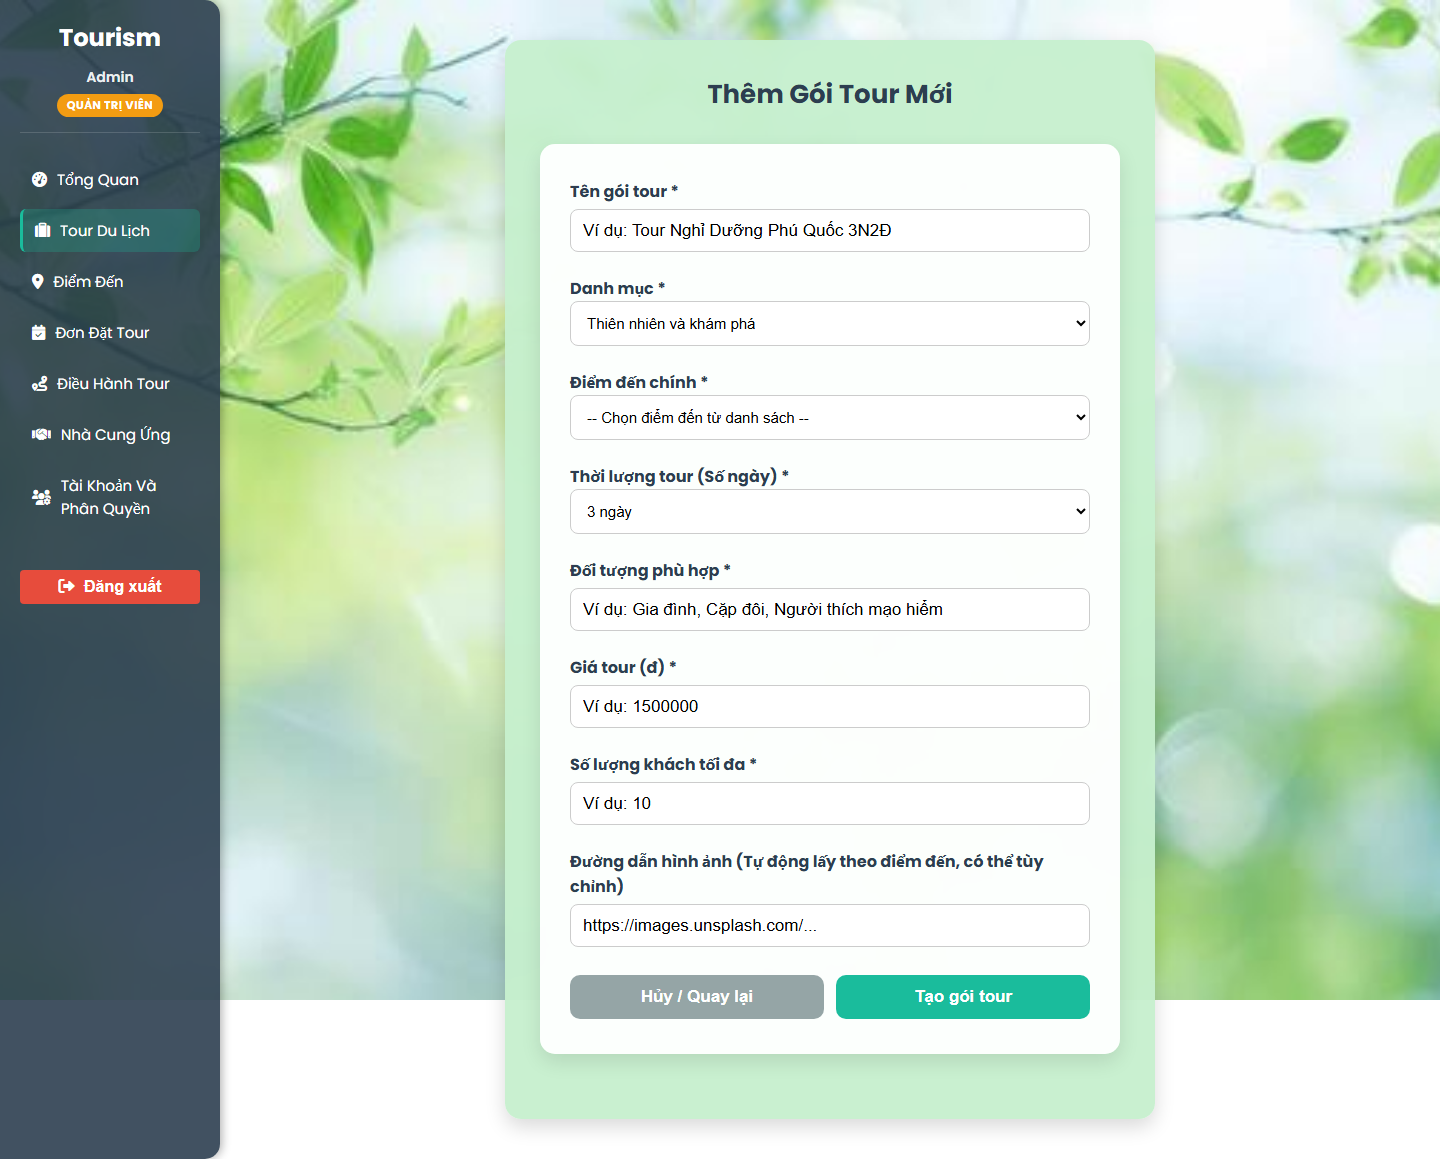 Tourism
Admin
QUẢN TRỊ VIÊN
Tổng Quan
Tour Du Lịch
Điểm Đến
Đơn Đặt Tour
Điều Hành Tour
Nhà Cung Ứng
Tài Khoản Và
Phân Quyền
Đăng xuất
Thêm Gói Tour Mới
Tên gói tour *
Ví dụ: Tour Nghỉ Dưỡng Phú Quốc 3N2Đ
Danh mục *
Thiên nhiên và khám phá
Điểm đến chính *
-- Chọn điểm đến từ danh sách --
Thời lượng tour (Số ngày) *
3 ngày
Đối tượng phù hợp *
Ví dụ: Gia đình, Cặp đôi, Người thích mạo hiểm
Giá tour (đ) *
Ví dụ: 1500000
Số lượng khách tối đa *
Ví dụ: 10
Đường dẫn hình ảnh (Tự động lấy theo điểm đến, có thể tùy
chỉnh)
https://images.unsplash.com/...
Hủy / Quay lại
Tạo gói tour